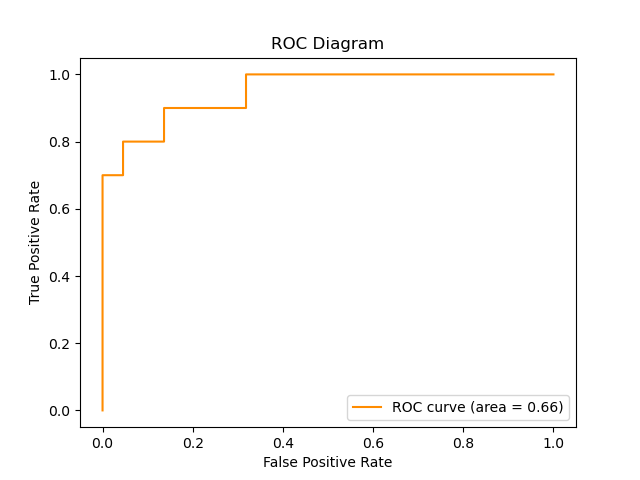 ROC Diagram
True Positive Rate
1.0
0.8
0.6
0.4
0.2
0.0
ROC curve (area = 0.66)
0.0 0.2 0.4 0.6 0.8 1.0
False Positive Rate